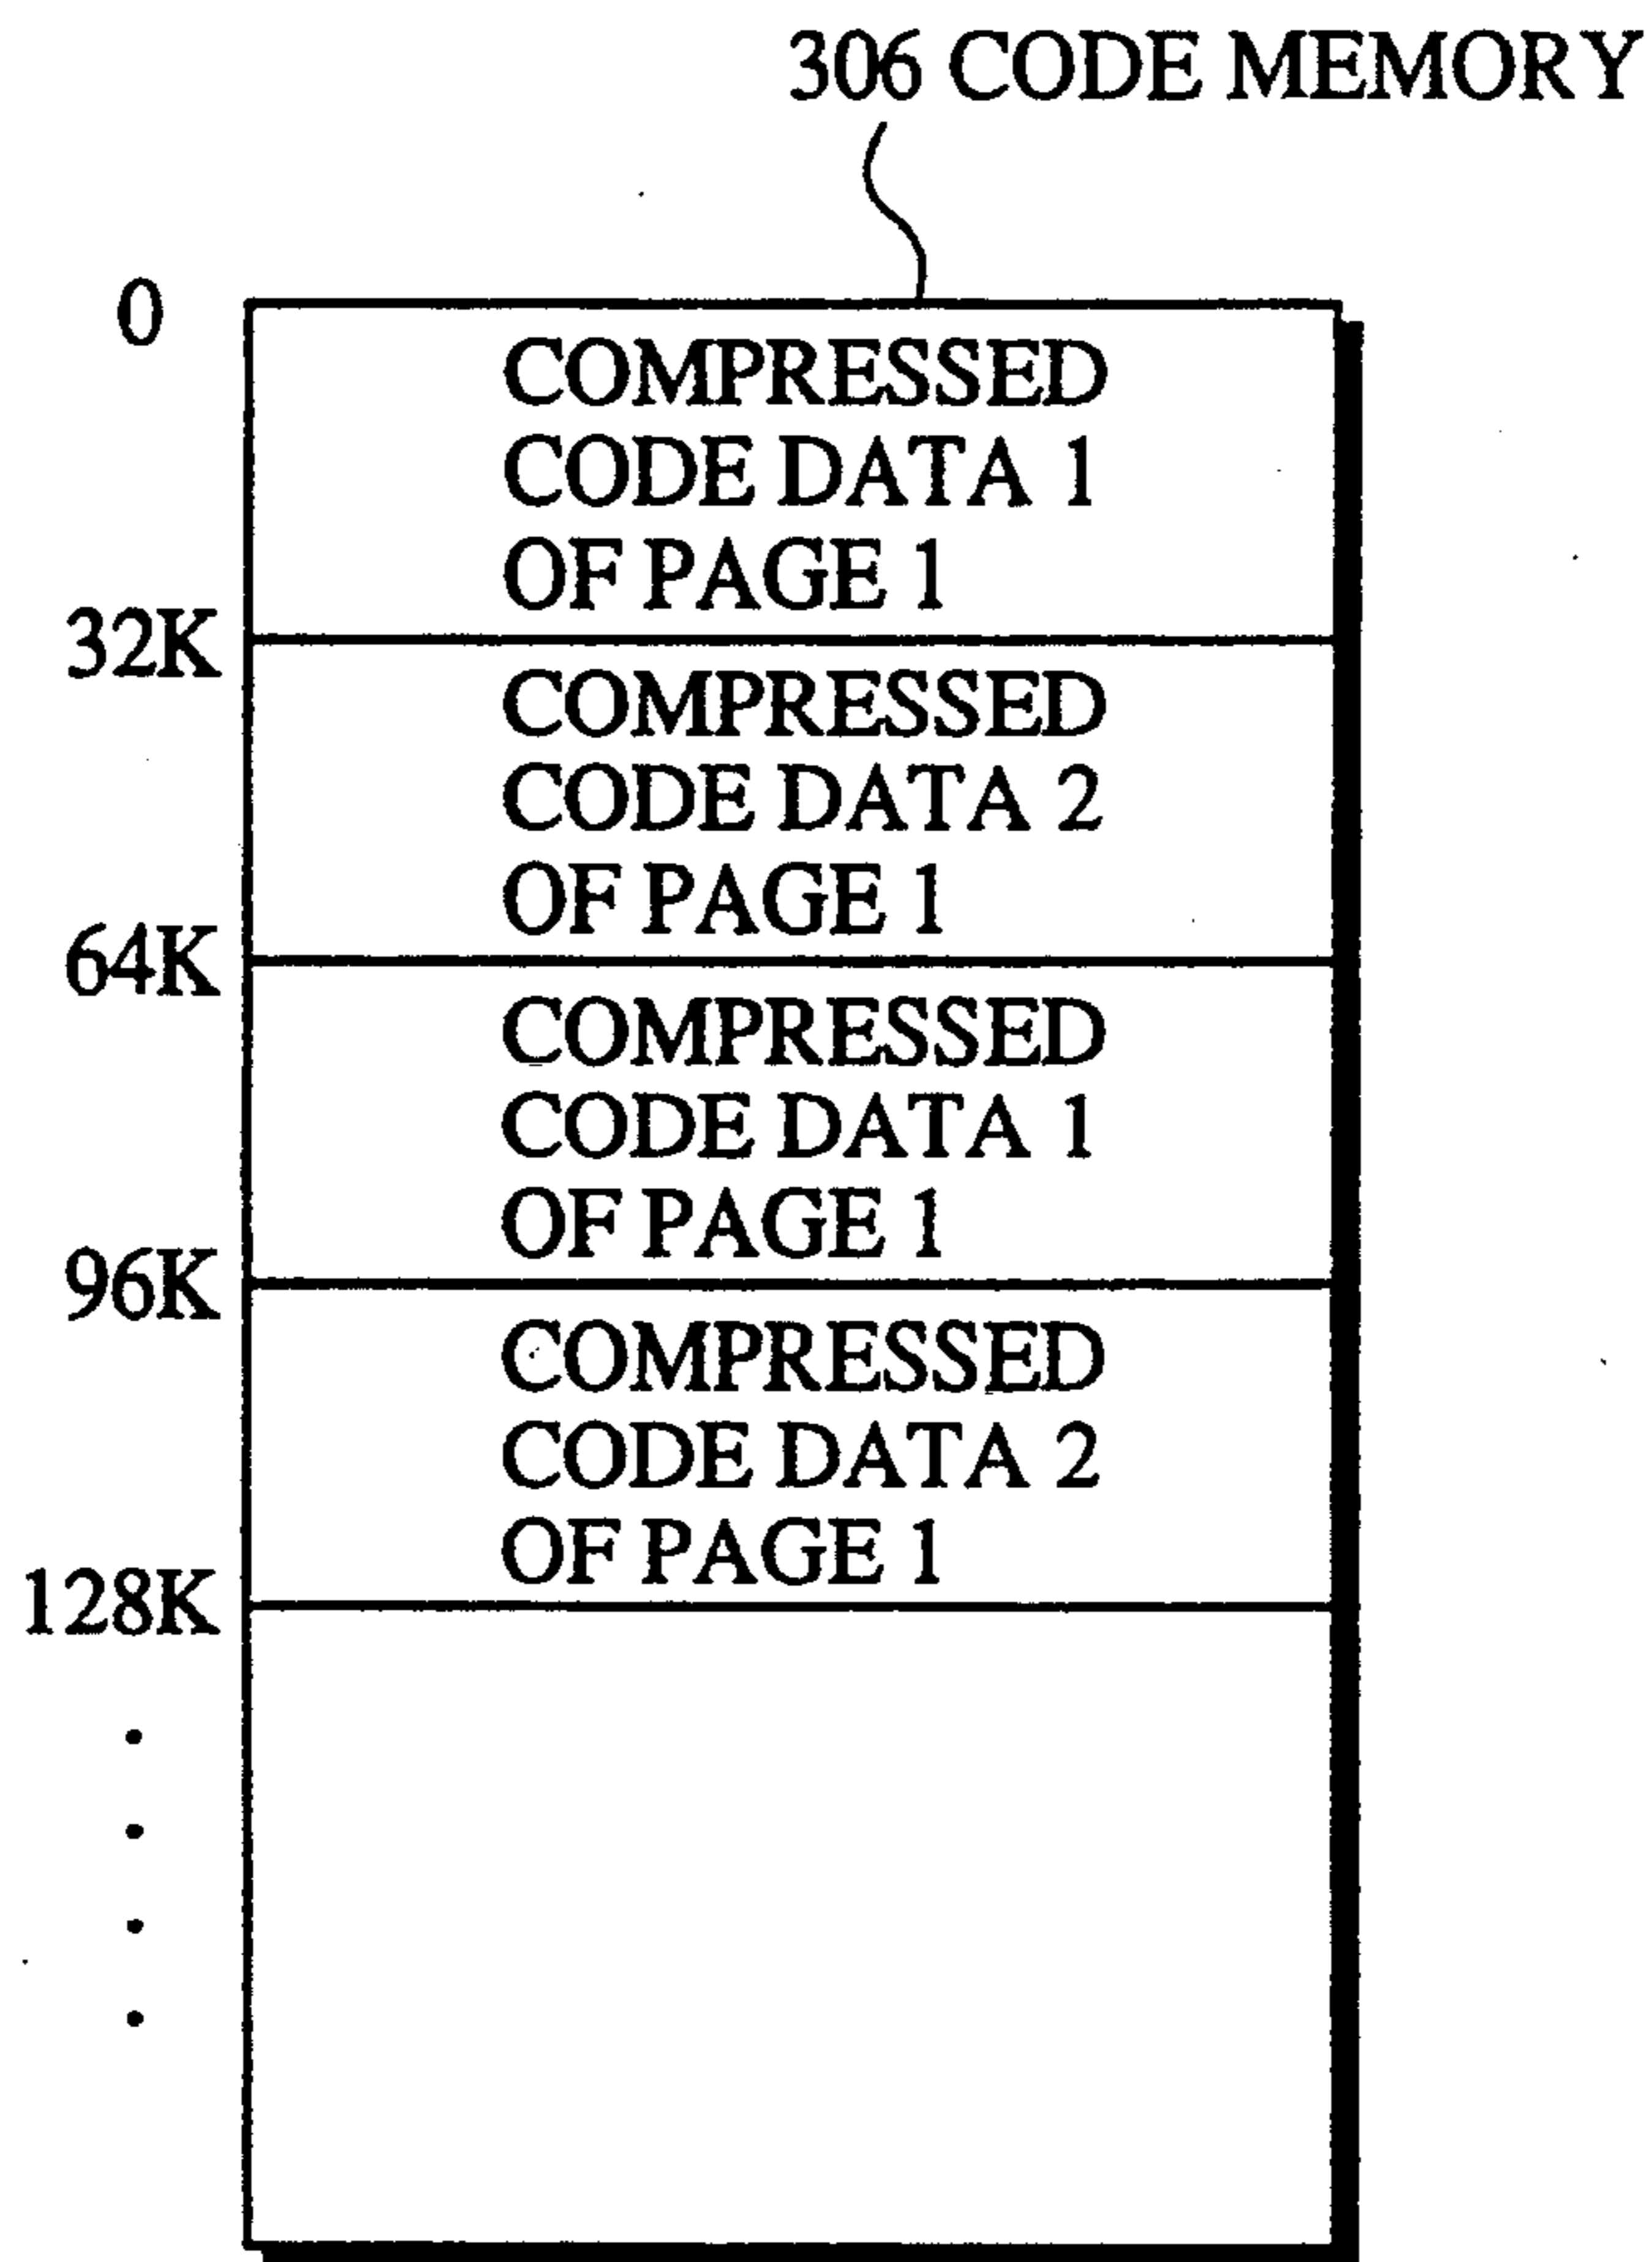 306 CODE MEMORY
0
COMPRESSED
CODE DATA 1
OF PAGE 1
32K
COMPRESSED
CODE DATA 2
OF PAGE 1
64K
COMPRESSED
CODE DATA 1
OF PAGE 1
96K
COMPRESSED
CODE DATA 2
OF PAGE 1
128K